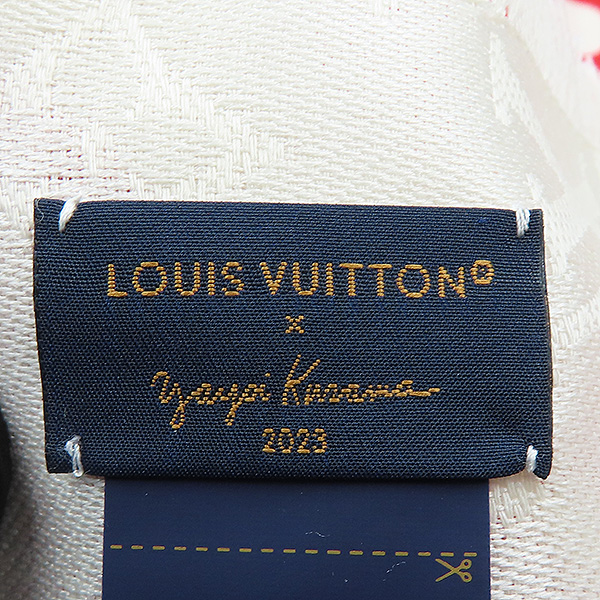 LOUIS VUITTON®
x
Yayoi Kusama
2023